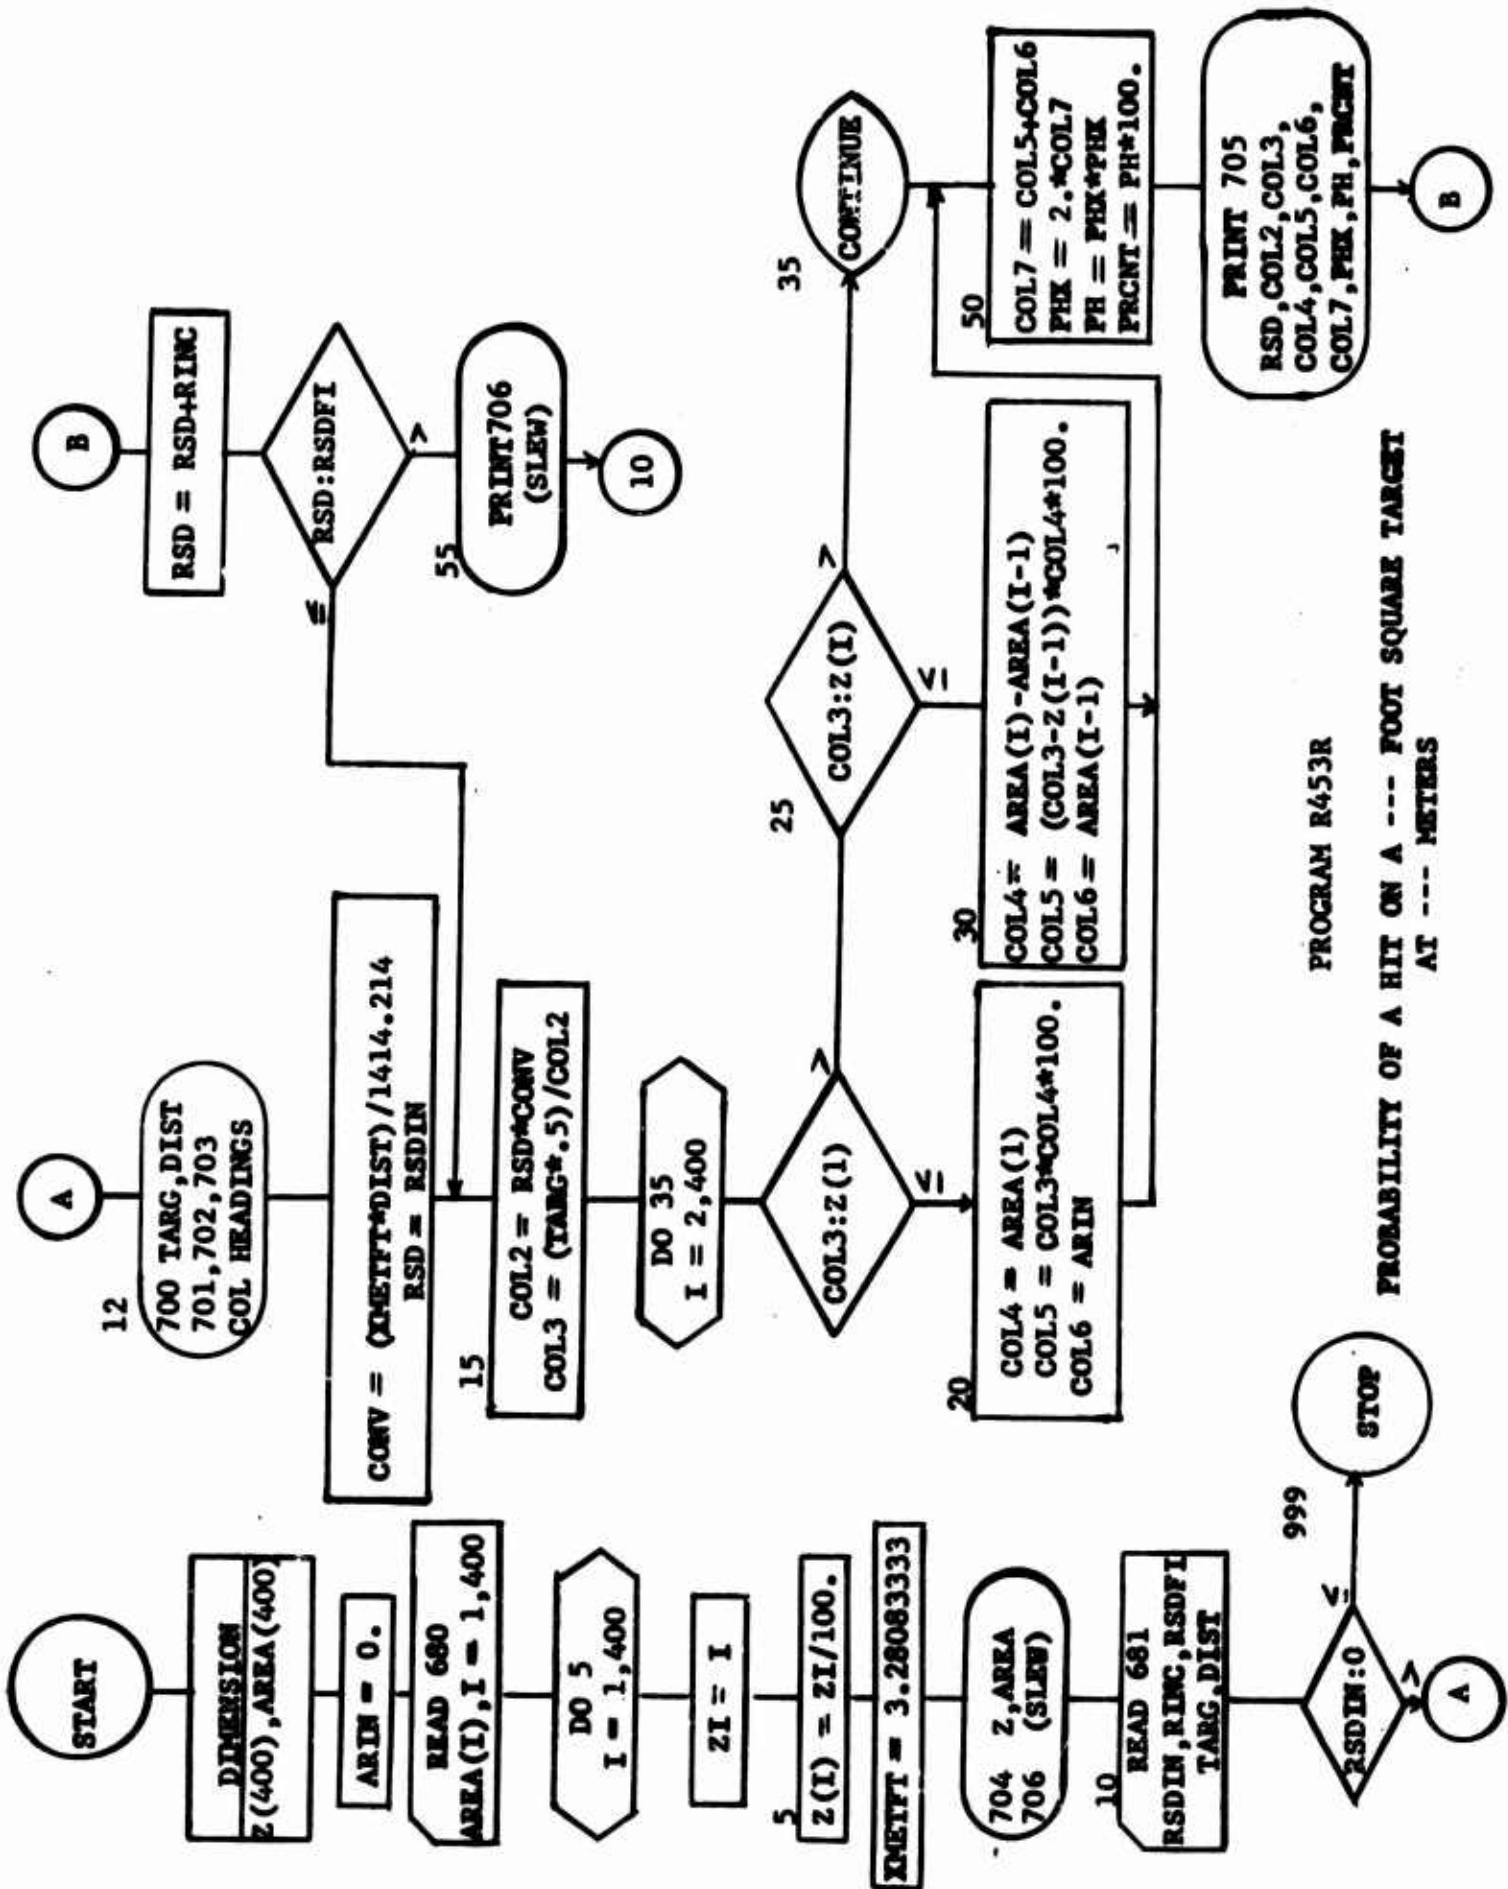 START
DIMENSION
Z(400),AREA(400)
ARIN = 0.
READ 680
AREA(I),I = 1,400
DO 5
I = 1,400
ZI = I
5
Z(I) = ZI/100.
XMETFT = 3.28083333
704 Z,AREA
706 (SLEW)
10
READ 681
RSDIN,RINC,RSDFI
TARG,DIST
RSDIN:0
≤
999
STOP
>
A
A
12
700 TARG,DIST
701,702,703
COL HEADINGS
CONV = (XMETFT*DIST)/1414.214
RSD = RSDIN
15
COL2 = RSD*CONV
COL3 = (TARG*.5)/COL2
DO 35
I = 2,400
COL3:Z(1)
>
≤
20
COL4 = AREA(1)
COL5 = COL3*COL4*100.
COL6 = ARIN
25
COL3:Z(I)
>
≤
30
COL4= AREA(I)-AREA(I-1)
COL5= (COL3-Z(I-1))*COL4*100.
COL6= AREA(I-1)
35
CONTINUE
50
COL7 = COL5+COL6
PHX = 2.*COL7
PH = PHX*PHX
PRCNT = PH*100.
PRINT 705
RSD,COL2,COL3,
COL4,COL5,COL6,
COL7,PHX,PH,PRCNT
B
B
RSD = RSD+RINC
RSD:RSDFI
≤
>
55
PRINT706
(SLEW)
10
PROGRAM R453R
PROBABILITY OF A HIT ON A --- FOOT SQUARE TARGET
AT --- METERS